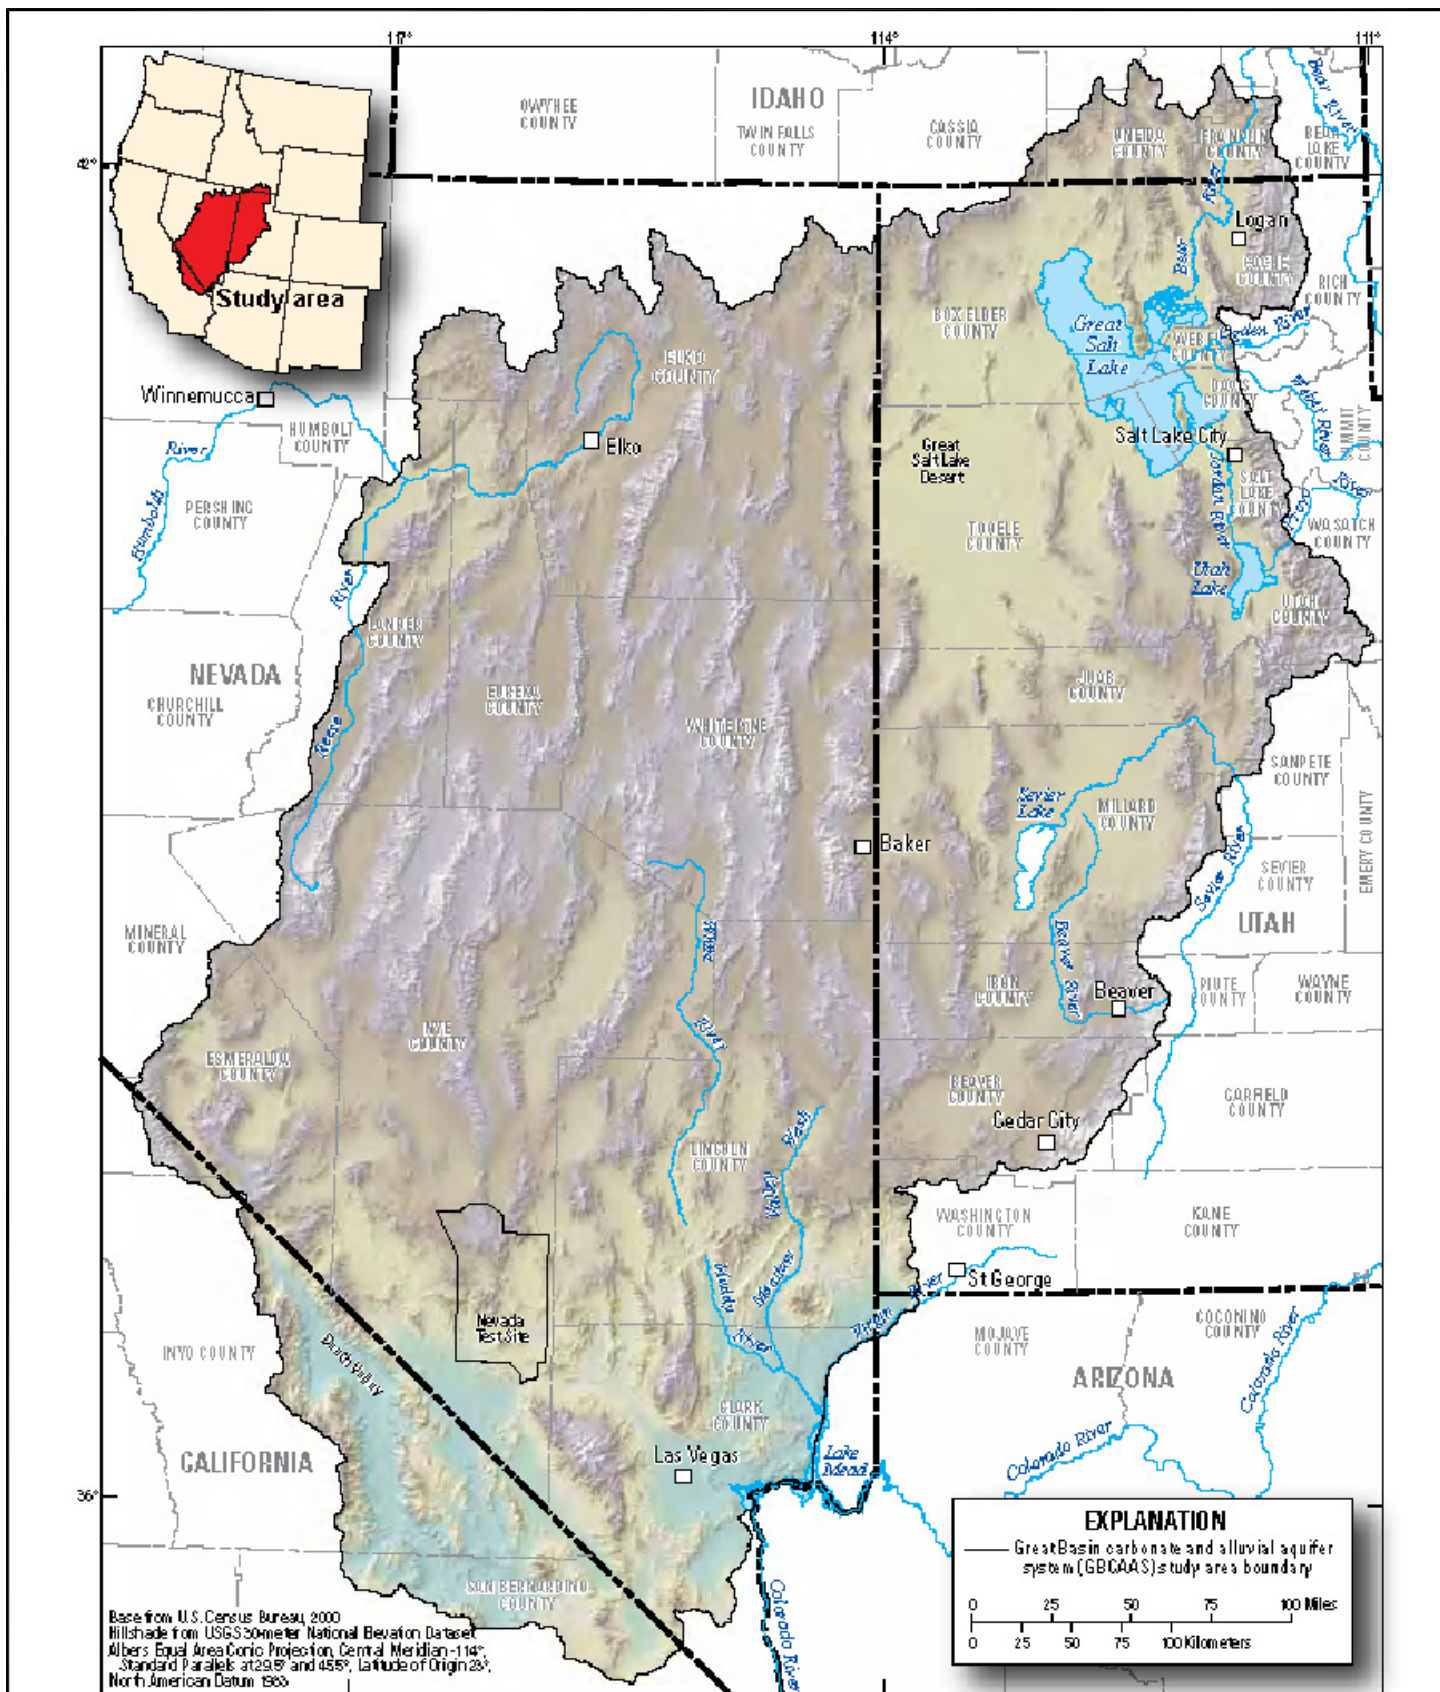 117°
114°
111°
42°
36°
Study area
IDAHO
OWYHEE
COUNTY
TWIN FALLS
COUNTY
CASSIA
COUNTY
ONEIDA
COUNTY
FRANKLIN
COUNTY
BEAR
LAKE
COUNTY
Bear River
Bear
River
Logan
CACHE
COUNTY
RICH
COUNTY
BOX ELDER
COUNTY
Great
Salt
Lake
WEBER
COUNTY
Ogden River
DAVIS
COUNTY
Weber River
SUMMIT
COUNTY
Salt Lake City
Great
Salt Lake
Desert
SALT
LAKE
COUNTY
Jordan River
Provo
River
WASATCH
COUNTY
TOOELE
COUNTY
Utah
Lake
UTAH
COUNTY
Winnemucca
HUMBOLT
COUNTY
River
Humboldt
PERSHING
COUNTY
ELKO
COUNTY
Elko
River
Reese
LANDER
COUNTY
NEVADA
CHURCHILL
COUNTY
EUREKA
COUNTY
WHITE PINE
COUNTY
JUAB
COUNTY
SANPETE
COUNTY
Sevier
Lake
MILLARD
COUNTY
Baker
Sevier River
SEVIER
COUNTY
EMERY COUNTY
UTAH
MINERAL
COUNTY
White
River
Beaver River
IRON
COUNTY
Beaver
PIUTE
COUNTY
WAYNE
COUNTY
NYE
COUNTY
ESMERALDA
COUNTY
BEAVER
COUNTY
GARFIELD
COUNTY
Cedar City
LINCOLN
COUNTY
Wash
Valley
Meadow
Muddy
River
WASHINGTON
COUNTY
KANE
COUNTY
St George
Virgin
River
Nevada
Test Site
Death Valley
INYO COUNTY
MOJAVE
COUNTY
COCONINO
COUNTY
Colorado River
ARIZONA
CLARK
COUNTY
CALIFORNIA
Las Vegas
Lake
Mead
Colorado River
SAN BERNARDINO
COUNTY
Colorado River
EXPLANATION
Great Basin carbonate and alluvial aquifer
system (GBCAAS) study area boundary
0 25 50 75 100 Miles
0 25 50 75 100 Kilometers
Base from U.S. Census Bureau, 2000
Hillshade from USGS 30-meter National Elevation Dataset
Albers Equal Area Conic Projection, Central Meridian -114°,
Standard Parallels at 29.5° and 45.5°, Latitude of Origin 23°,
North American Datum 1983